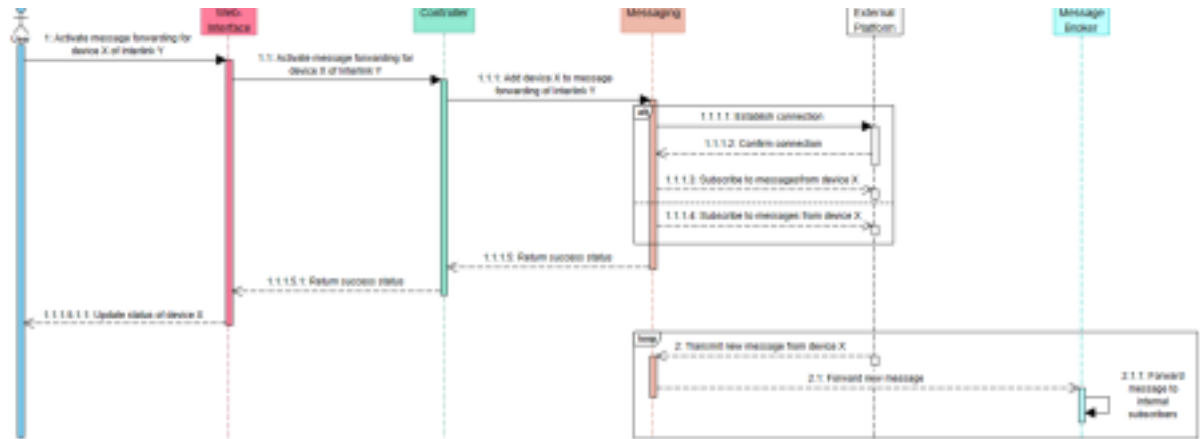 Web-
Interface
Controller
Messaging
External
Platform
Message
Broker
User
1: Activate message forwarding for
device X of Interlink Y
1.1: Activate message forwarding for
device X of Interlink Y
1.1.1: Add device X to message
forwarding of Interlink Y
alt
1.1.1.1: Establish connection
1.1.1.2: Confirm connection
1.1.1.3: Subscribe to messagesfrom device X
1.1.1.4: Subscribe to messages from device X
1.1.1.5: Return success status
1.1.1.5.1: Return success status
1.1.1.5.1.1: Update status of device X
loop
2: Transmit new message from device X
2.1: Forward new message
2.1.1: Forward
message to
internal
subscribers